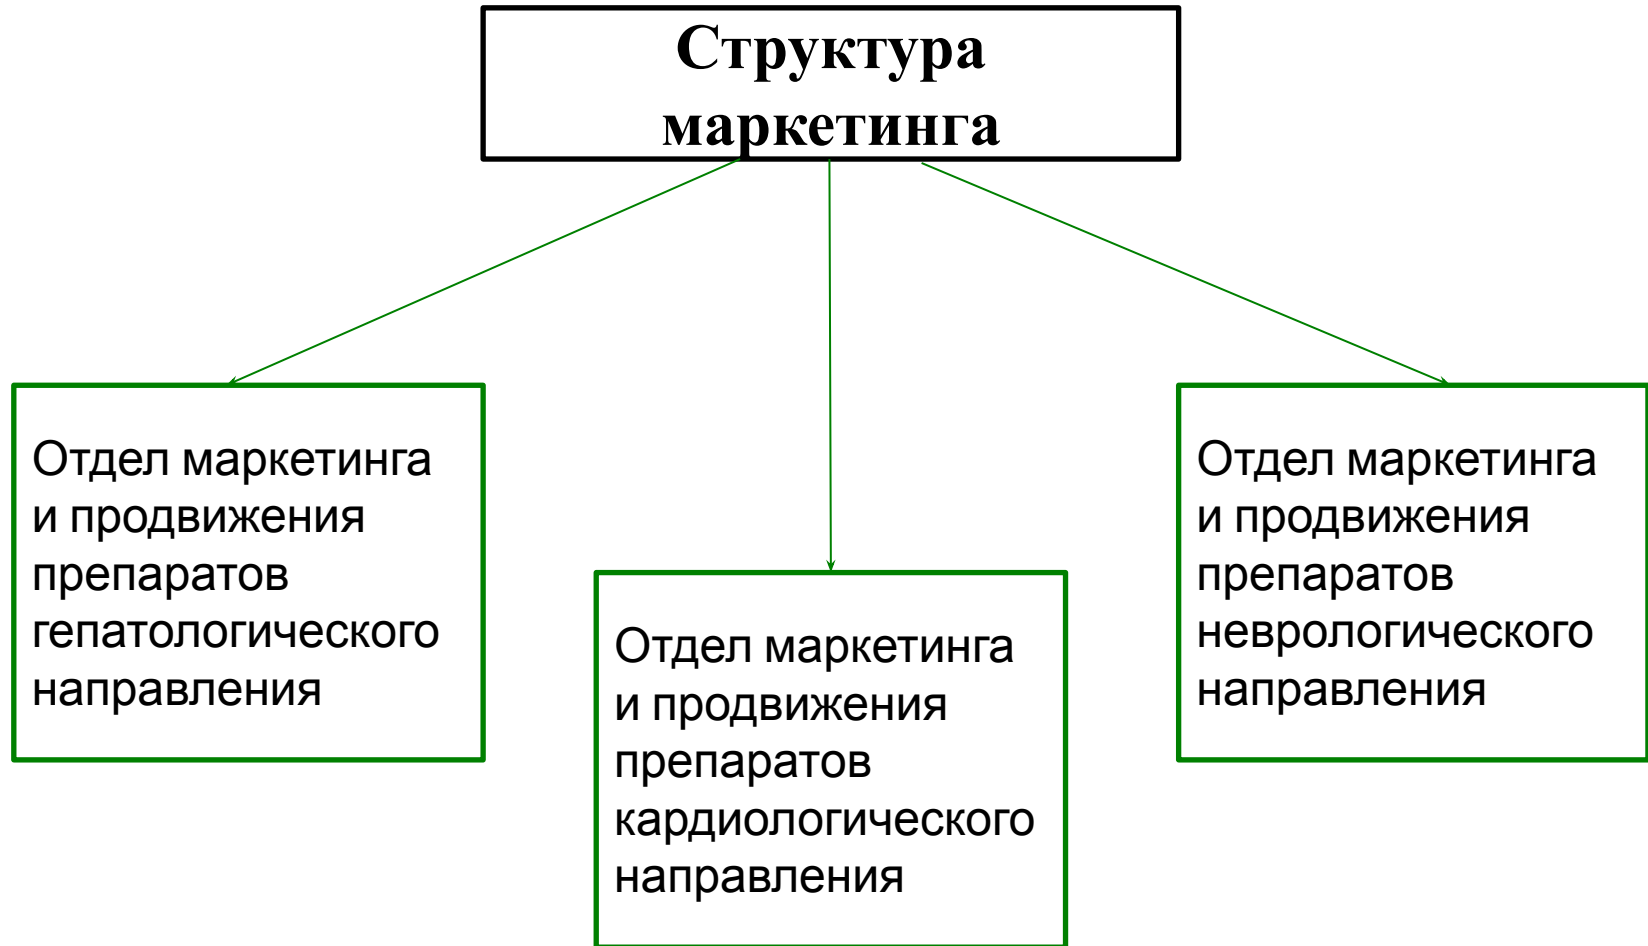 Структура
маркетинга
Отдел маркетинга
и продвижения
препаратов
гепатологического
направления
Отдел маркетинга
и продвижения
препаратов
кардиологического
направления
Отдел маркетинга
и продвижения
препаратов
неврологического
направления